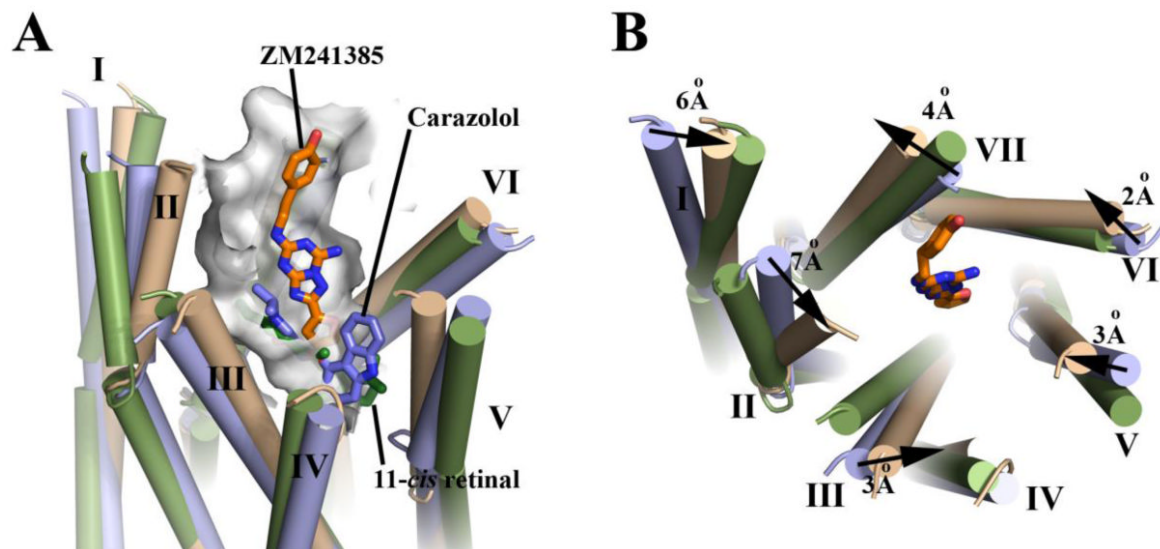 A
B
ZM241385
I
Carazolol
II
VI
III
IV
V
11-cis retinal
6Å
4Å
VII
I
2Å
7Å
VI
3Å
II
V
III
3Å
IV